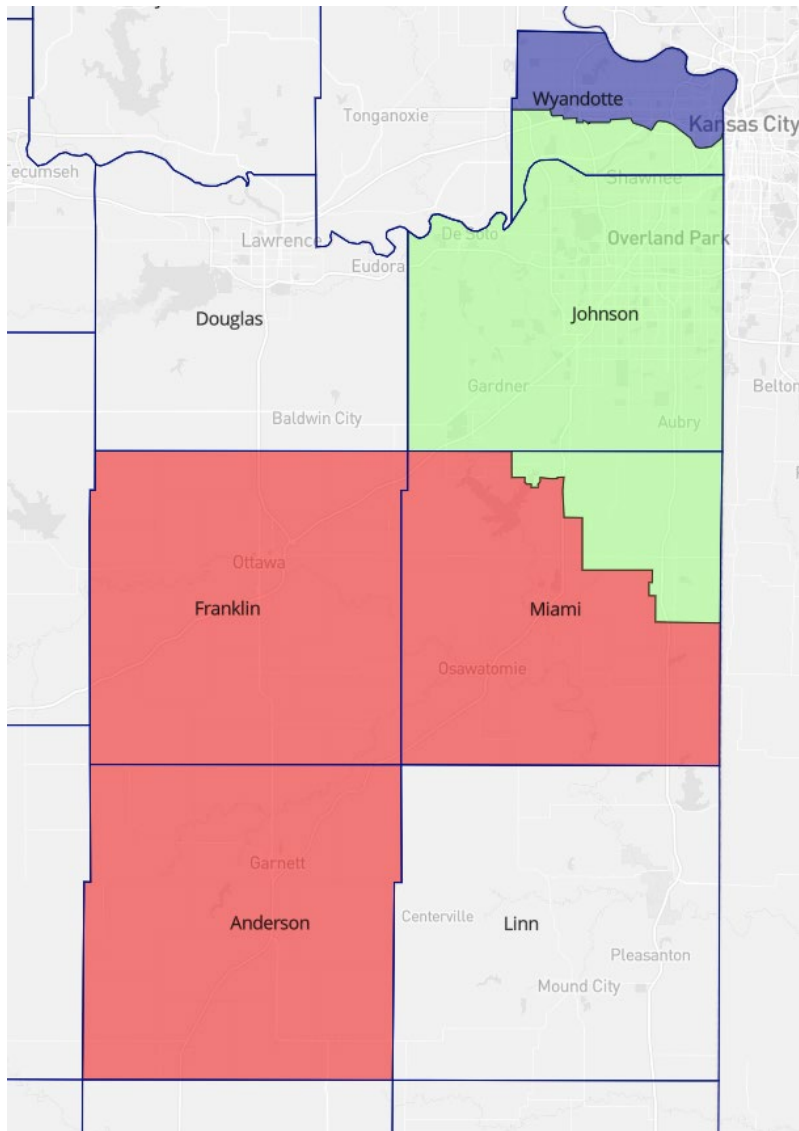 Wyandotte
Tonganoxie
Kansas City
ecumseh
Shawnee
Lawrence
De Soto
Overland Park
Eudora
Douglas
Johnson
Gardner
Belton
Baldwin City
Aubry
Ottawa
Franklin
Miami
Osawatomie
Garnett
Anderson
Centerville
Linn
Pleasanton
Mound City